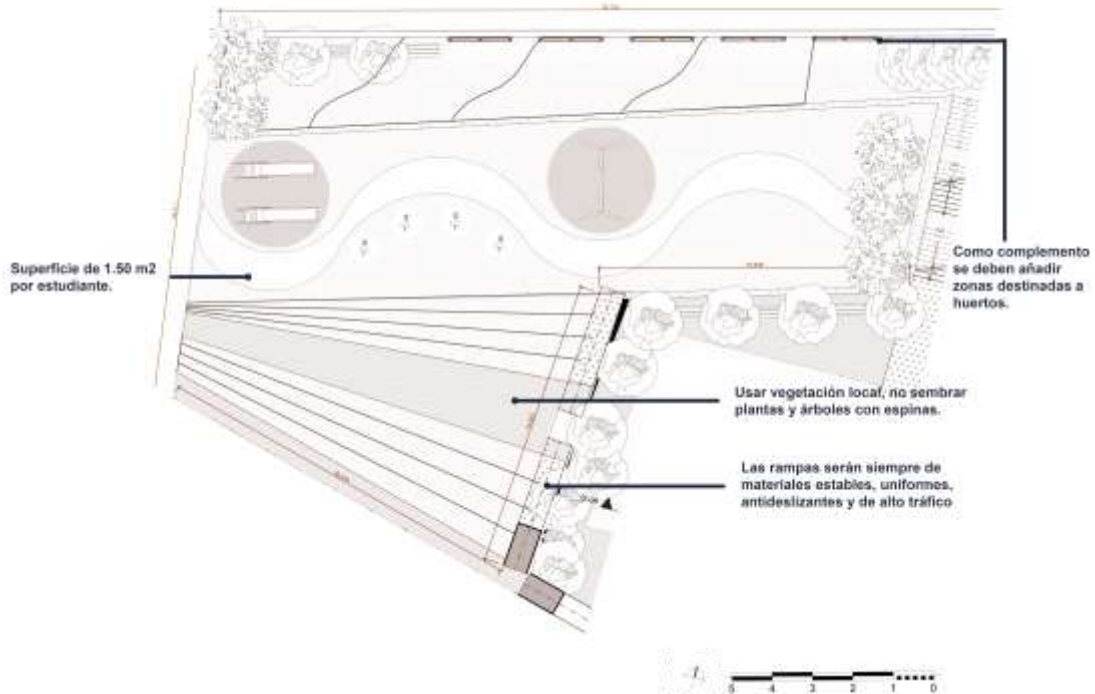 Superficie de 1.50 m2
por estudiante.
Como complemento
se deben añadir
zonas destinadas a
huertos.
Usar vegetación local, no sembrar
plantas y árboles con espinas.
Las rampas serán siempre de
materiales estables, uniformes,
antideslizantes y de alto tráfico
5 4 3 2 1 0